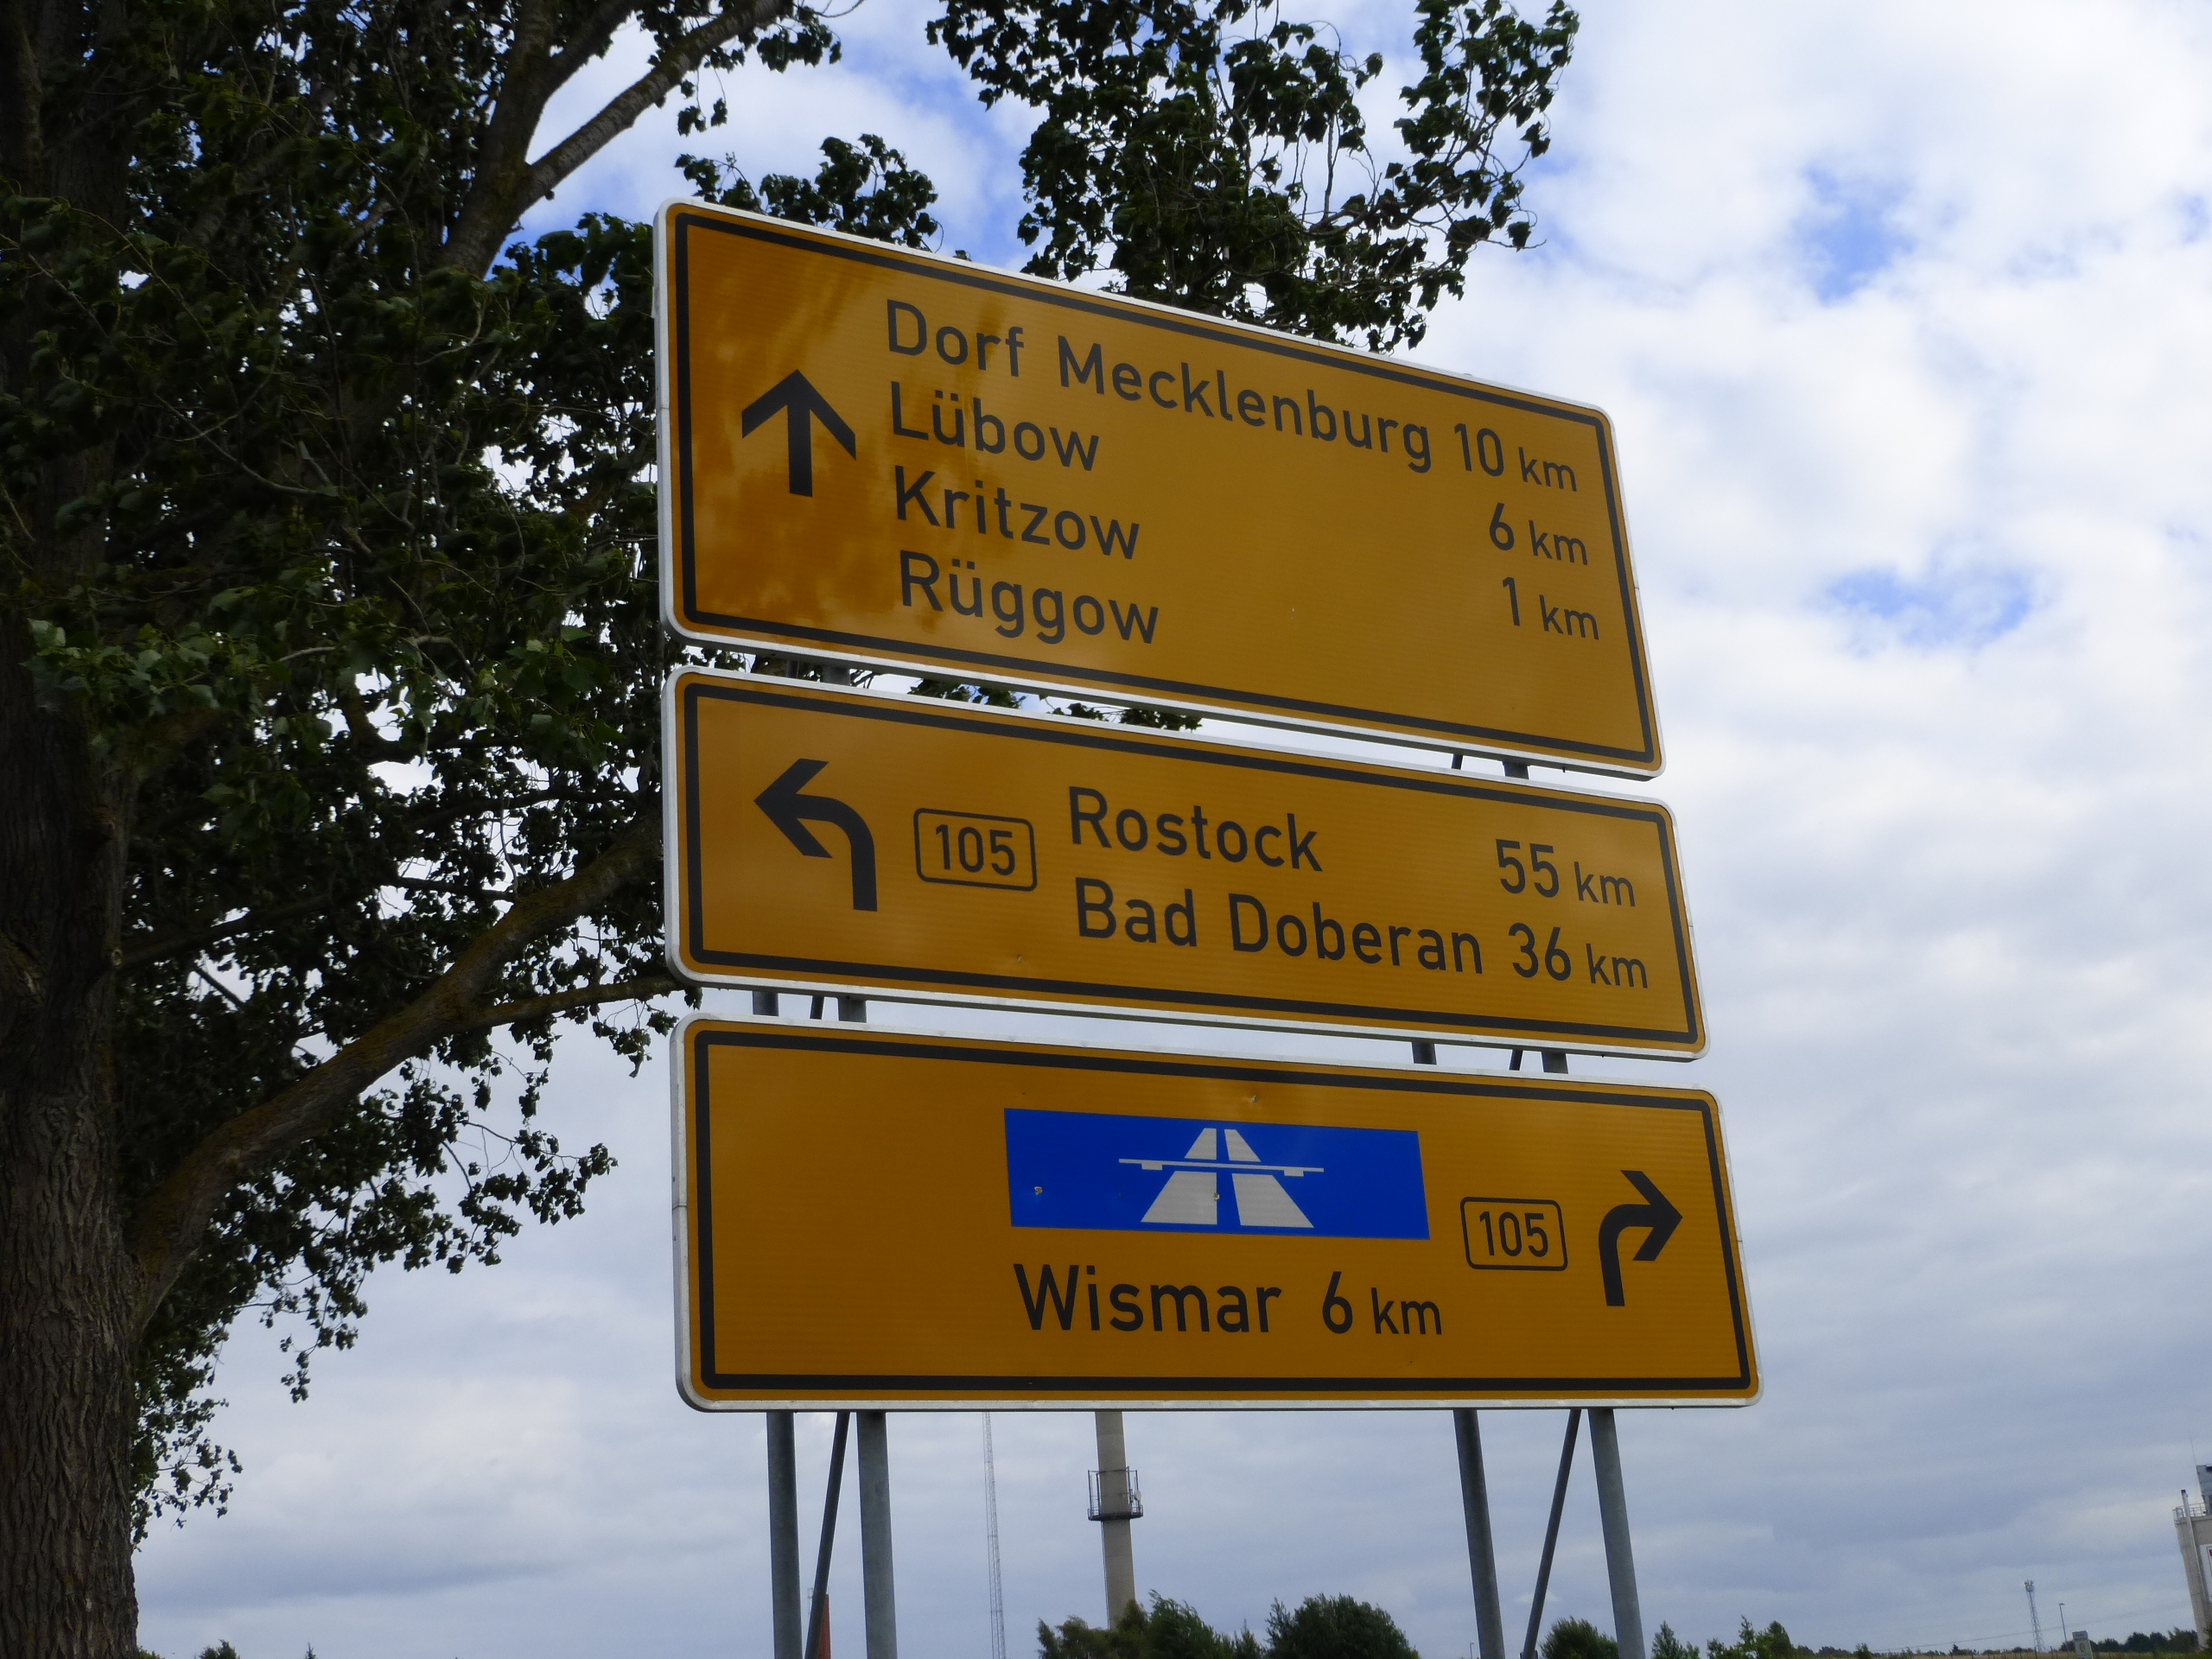 Dorf Mecklenburg 10 km
Lübow 6 km
Kritzow 1 km
Rüggow
105 Rostock 55 km
Bad Doberan 36 km
105
Wismar 6 km